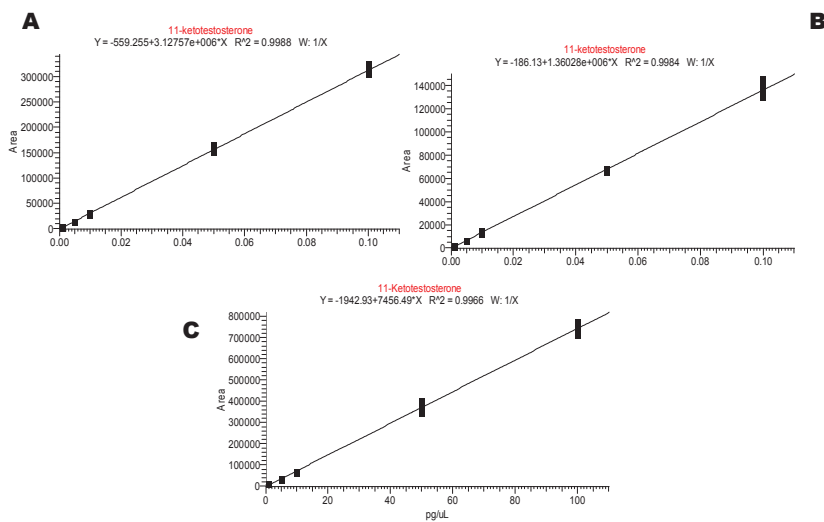 A
11-ketotestosterone
Y = -559.255+3.12757e+006*X R^2 = 0.9988 W: 1/X
Area
300000
250000
200000
150000
100000
50000
0
0.00 0.02 0.04 0.06 0.08 0.10
B
11-ketotestosterone
Y = -186.13+1.36028e+006*X R^2 = 0.9984 W: 1/X
Area
140000
120000
100000
80000
60000
40000
20000
0
0.00 0.02 0.04 0.06 0.08 0.10
C
11-Ketotestosterone
Y = -1942.93+7456.49*X R^2 = 0.9966 W: 1/X
Area
800000
700000
600000
500000
400000
300000
200000
100000
0
0 20 40 60 80 100
pg/uL